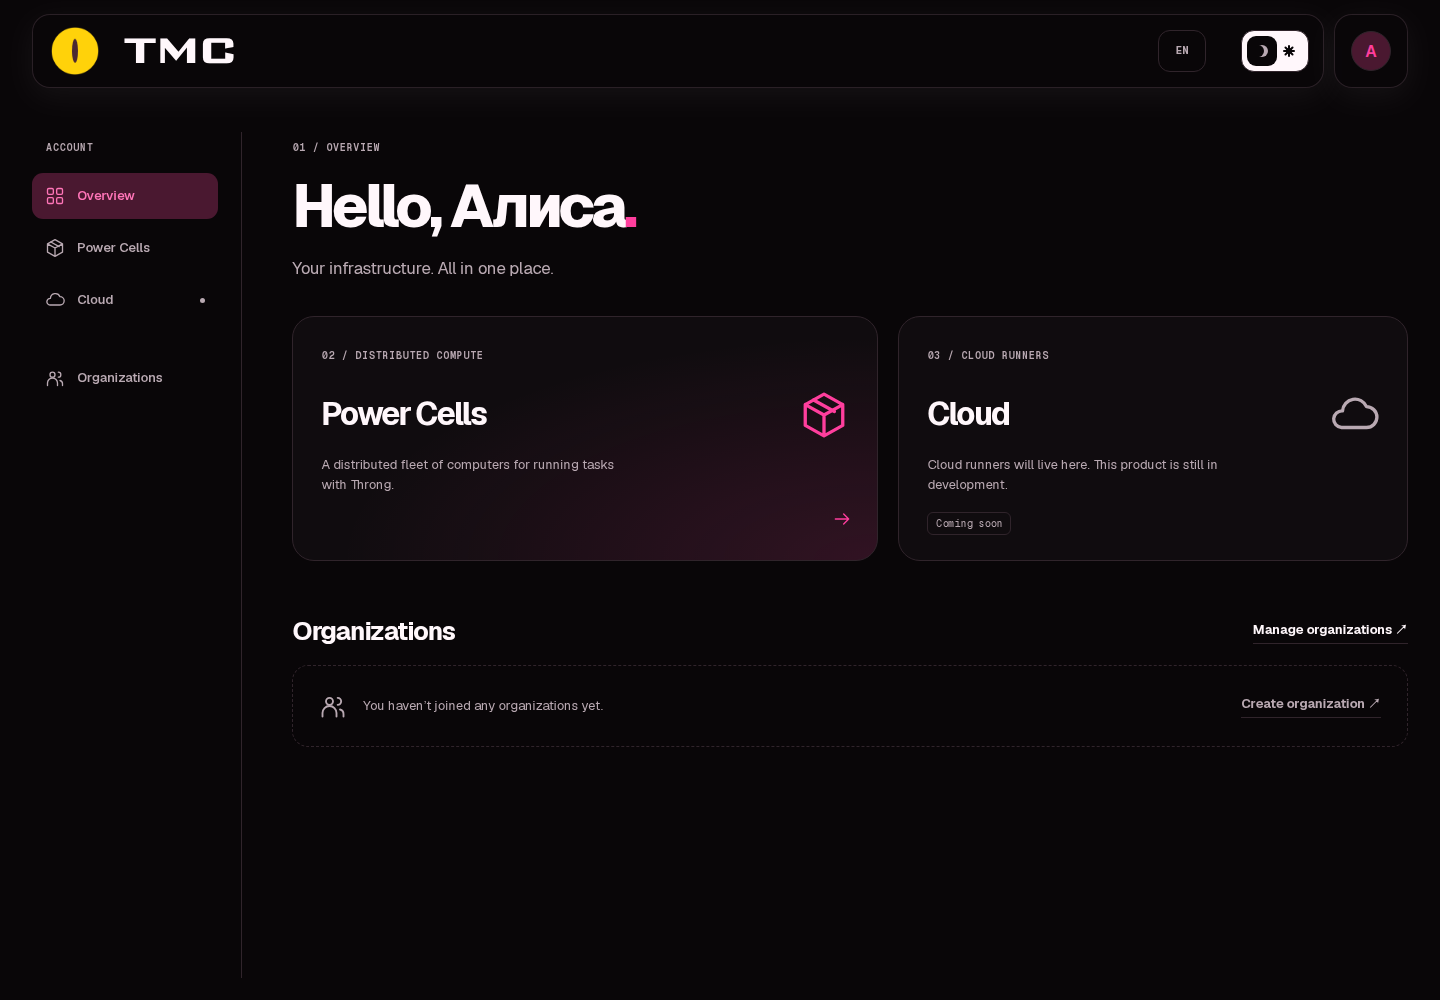 TMC
EN
A
ACCOUNT
Overview
Power Cells
Cloud
Organizations
01 / OVERVIEW
Hello, Алиса.
Your infrastructure. All in one place.
02 / DISTRIBUTED COMPUTE
Power Cells
A distributed fleet of computers for running tasks
with Throng.
03 / CLOUD RUNNERS
Cloud
Cloud runners will live here. This product is still in
development.
Coming soon
Organizations
Manage organizations ↗
You haven’t joined any organizations yet.
Create organization ↗